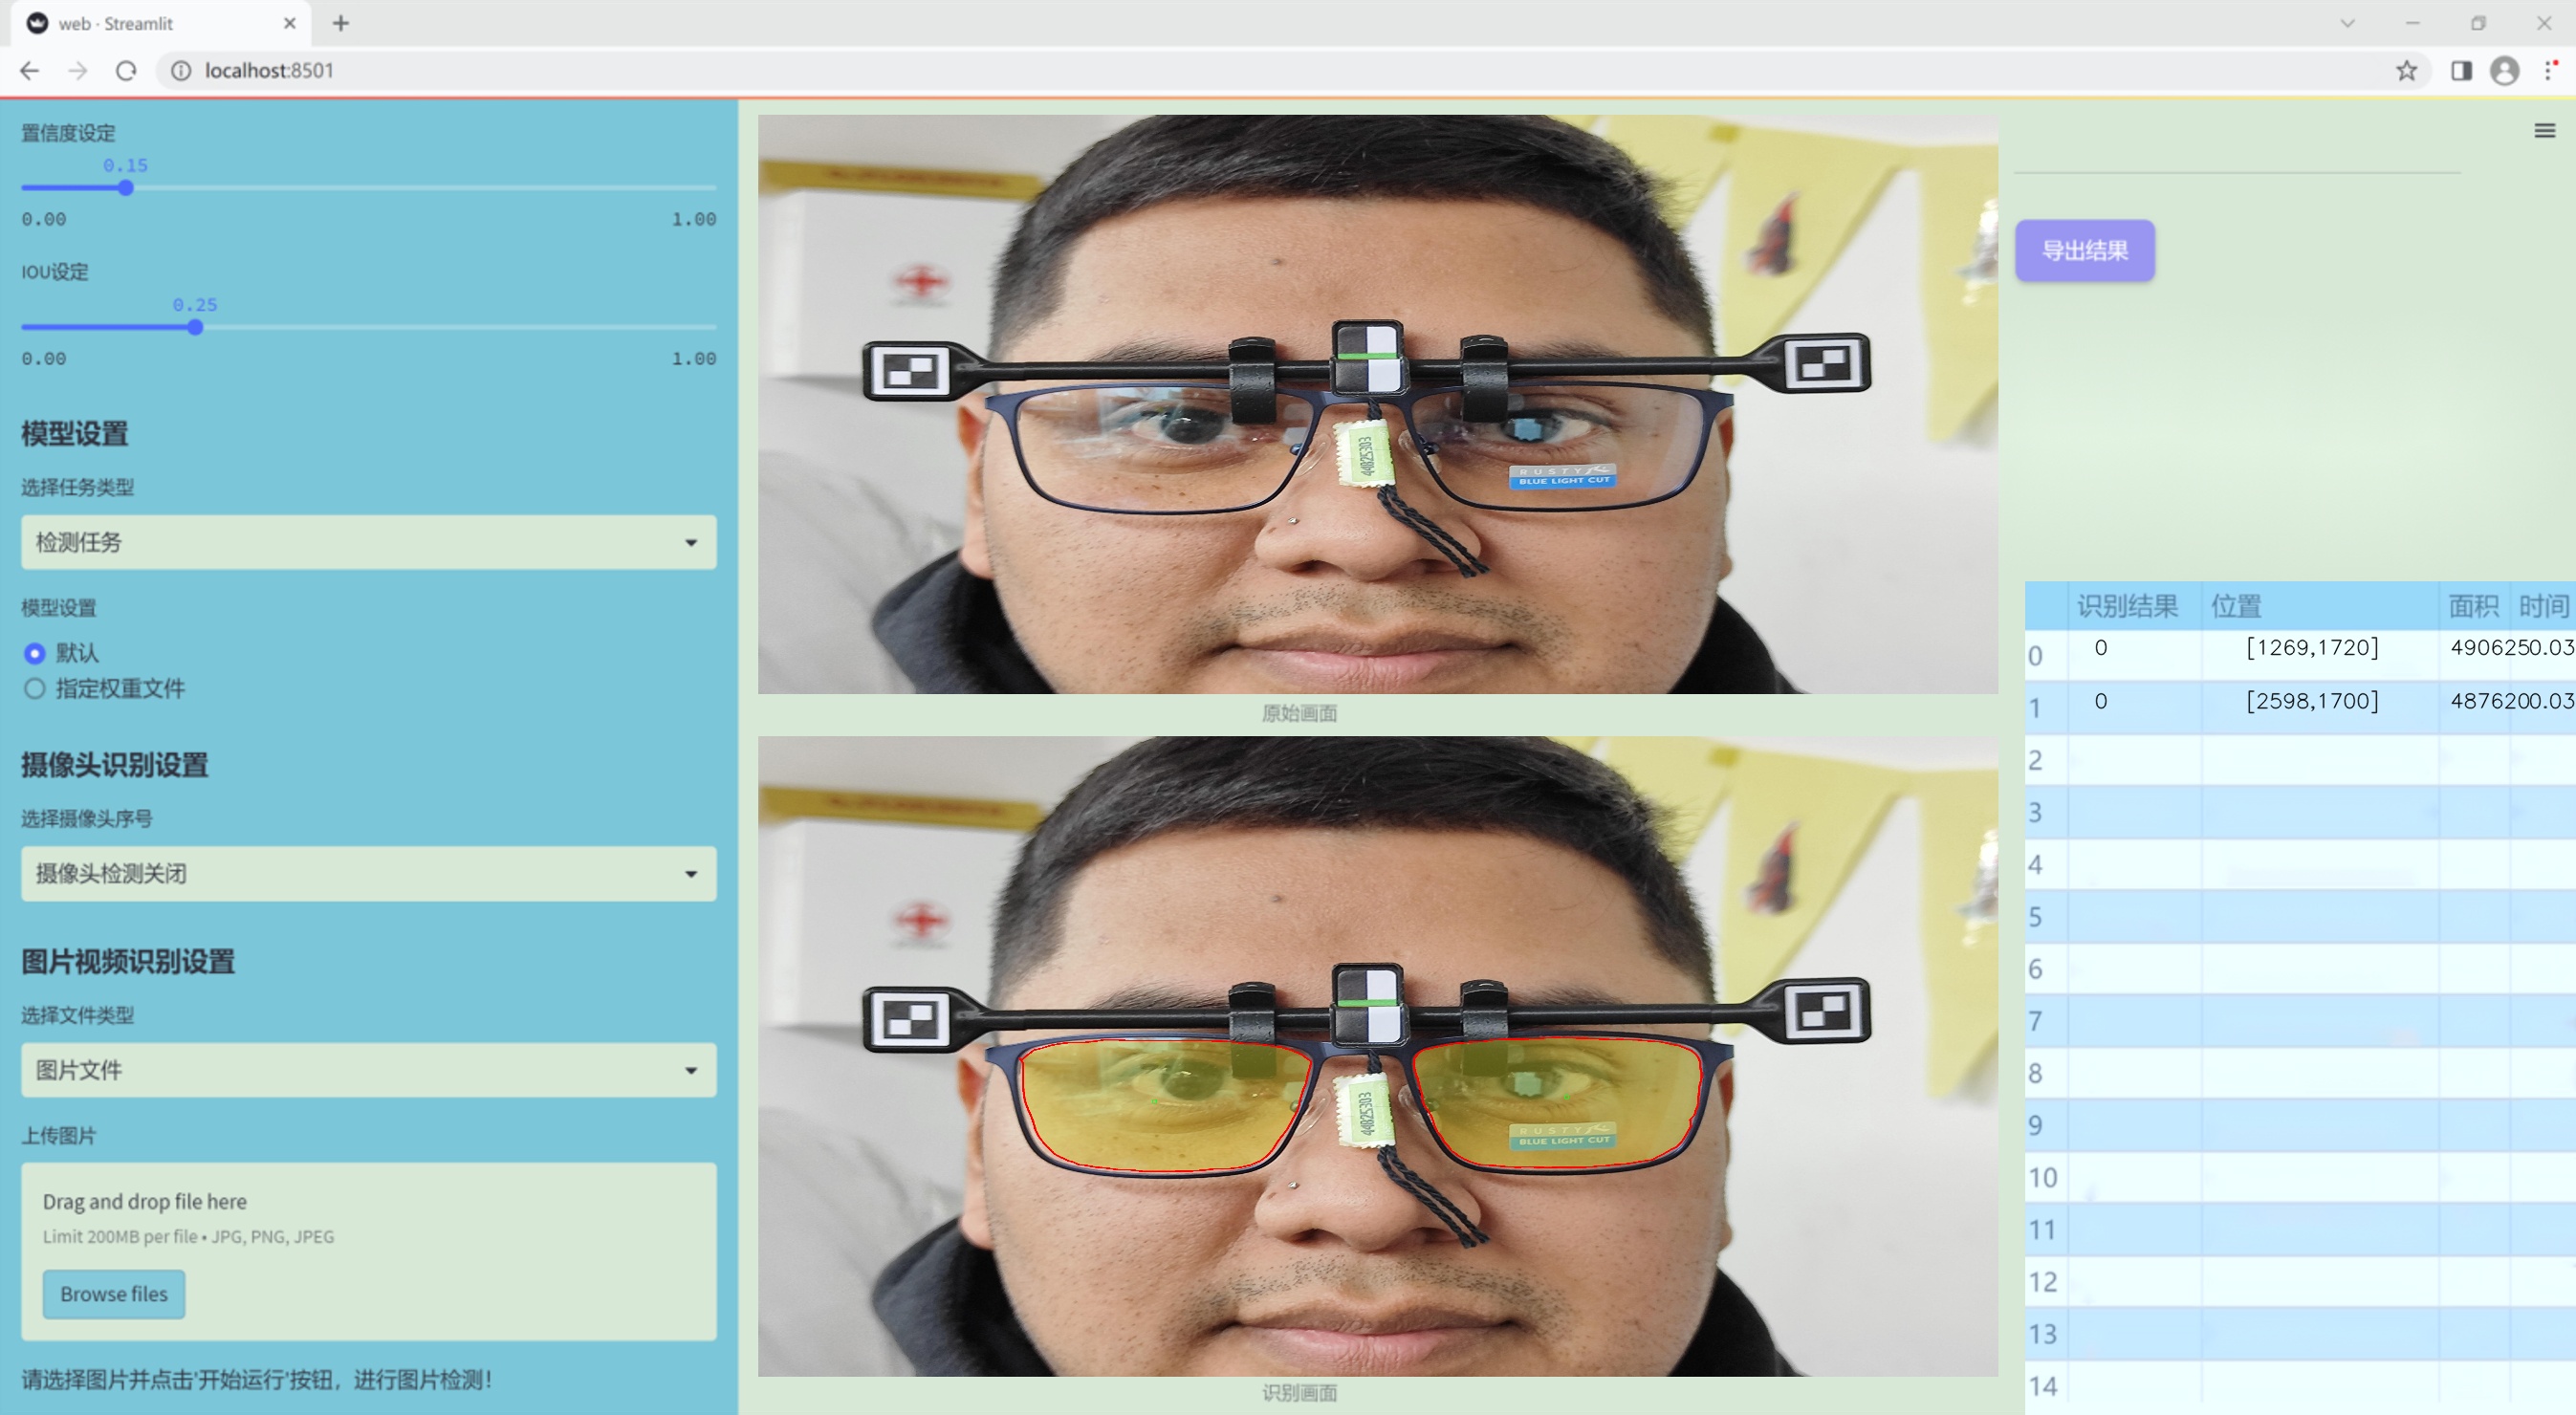 web · Streamlit
localhost:8501
置信度设定
0.15
0.00 1.00
IOU设定
0.25
0.00 1.00
模型设置
选择任务类型
检测任务
模型设置
默认
指定权重文件
摄像头识别设置
选择摄像头序号
摄像头检测关闭
图片视频识别设置
选择文件类型
图片文件
上传图片
Drag and drop file here
Limit 200MB per file • JPG, PNG, JPEG
Browse files
请选择图片并点击'开始运行'按钮，进行图片检测！
RUSTY
BLUE LIGHT CUT
原始画面
RUSTY
BLUE LIGHT CUT
识别画面
导出结果
识别结果 位置 面积 时间
0 0 [1269,1720] 4906250.03
1 0 [2598,1700] 4876200.03
2
3
4
5
6
7
8
9
10
11
12
13
14